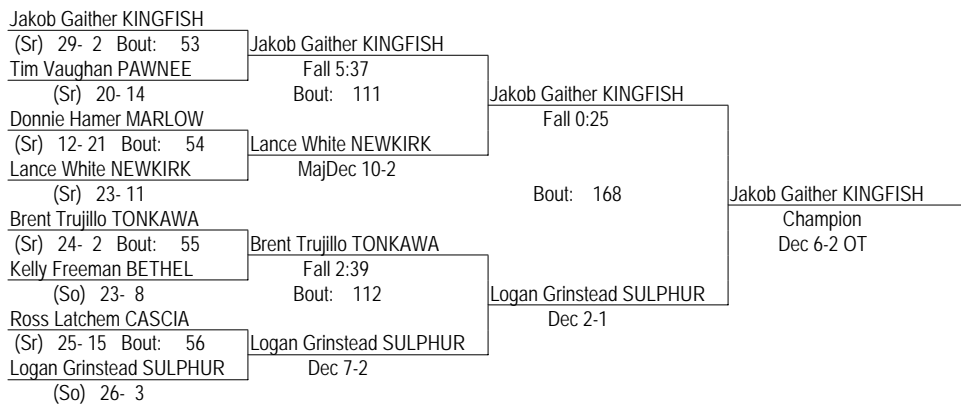 Jakob Gaither KINGFISH
(Sr) 29- 2 Bout: 53
Jakob Gaither KINGFISH
Tim Vaughan PAWNEE
Fall 5:37
(Sr) 20- 14
Bout: 111
Jakob Gaither KINGFISH
Donnie Hamer MARLOW
Fall 0:25
(Sr) 12- 21 Bout: 54
Lance White NEWKIRK
Lance White NEWKIRK
MajDec 10-2
(Sr) 23- 11
Bout: 168
Jakob Gaither KINGFISH
Brent Trujillo TONKAWA
Champion
(Sr) 24- 2 Bout: 55
Brent Trujillo TONKAWA
Dec 6-2 OT
Kelly Freeman BETHEL
Fall 2:39
(So) 23- 8
Bout: 112
Logan Grinstead SULPHUR
Ross Latchem CASCIA
Dec 2-1
(Sr) 25- 15 Bout: 56
Logan Grinstead SULPHUR
Logan Grinstead SULPHUR
Dec 7-2
(So) 26- 3